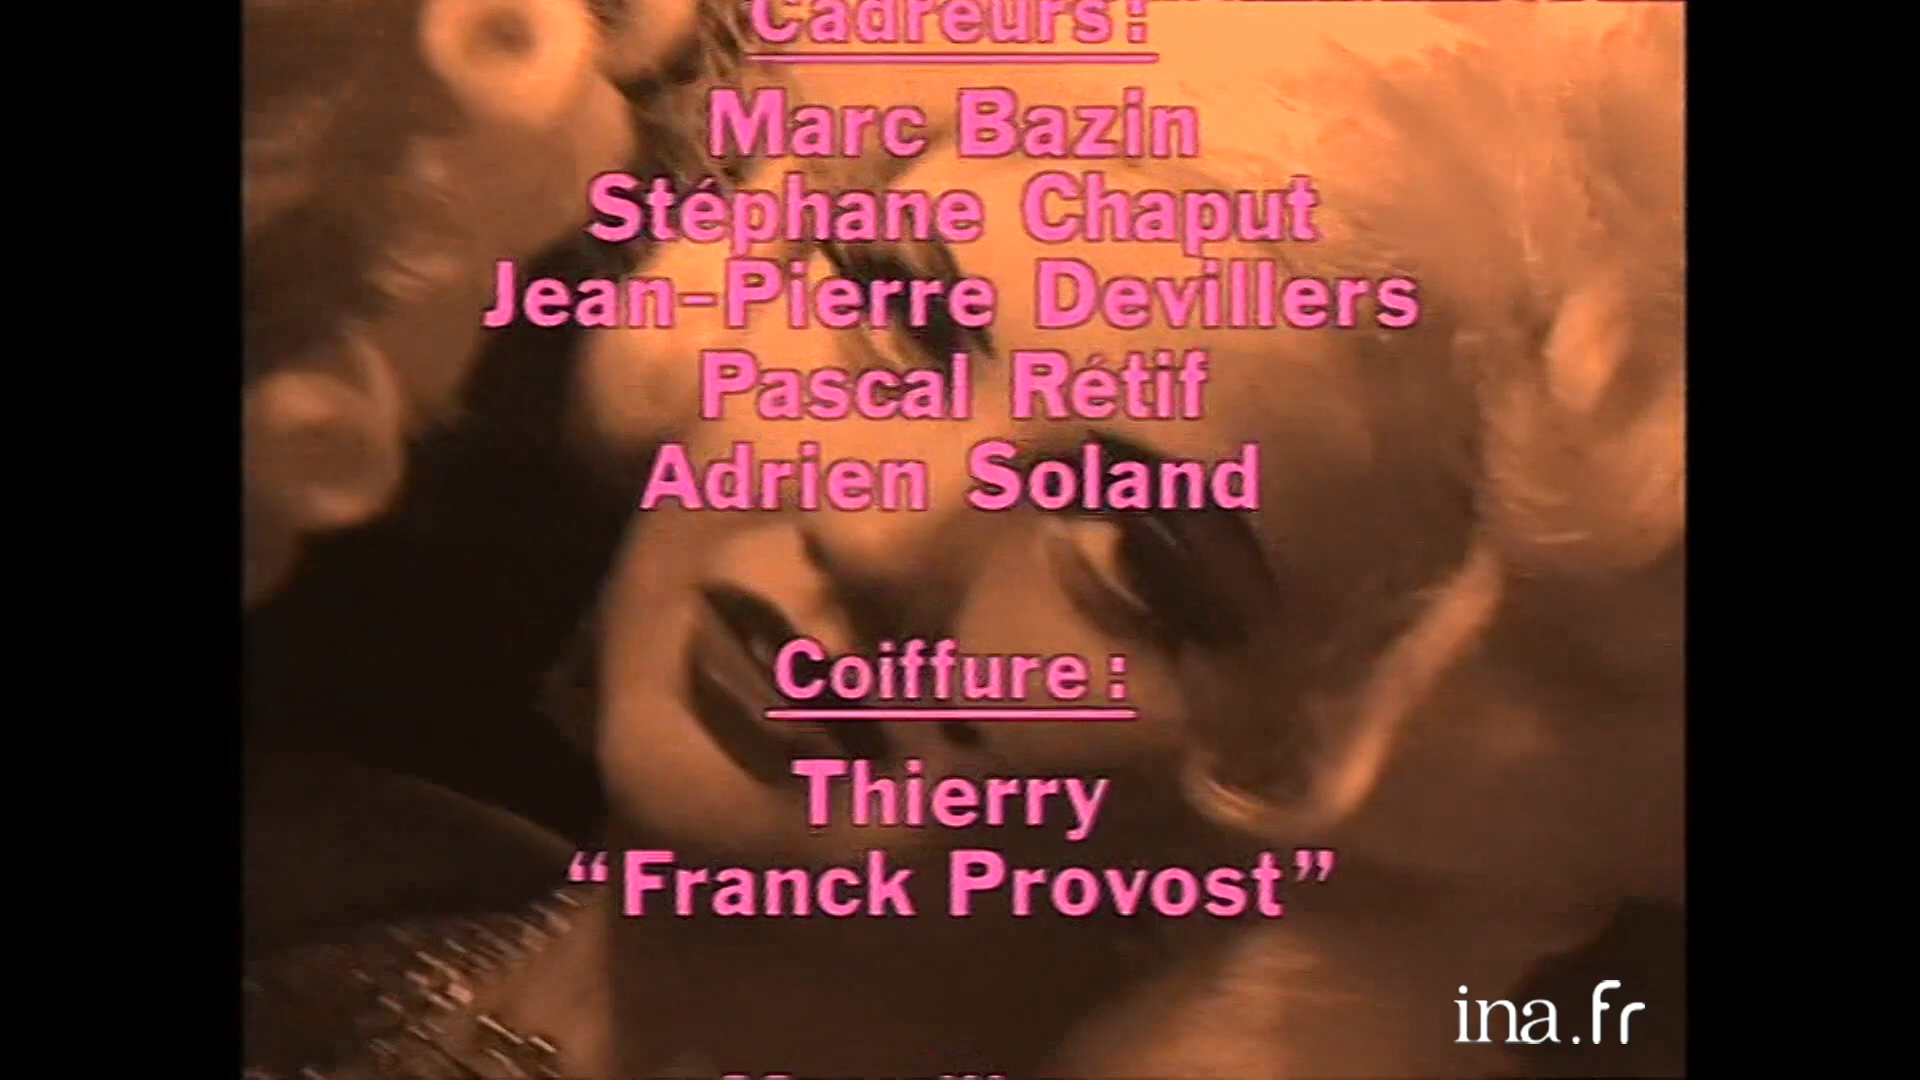 Cadreurs :
Marc Bazin
Stéphane Chaput
Jean-Pierre Devillers
Pascal Rétif
Adrien Soland
Coiffure :
Thierry
“Franck Provost”
ina.fr